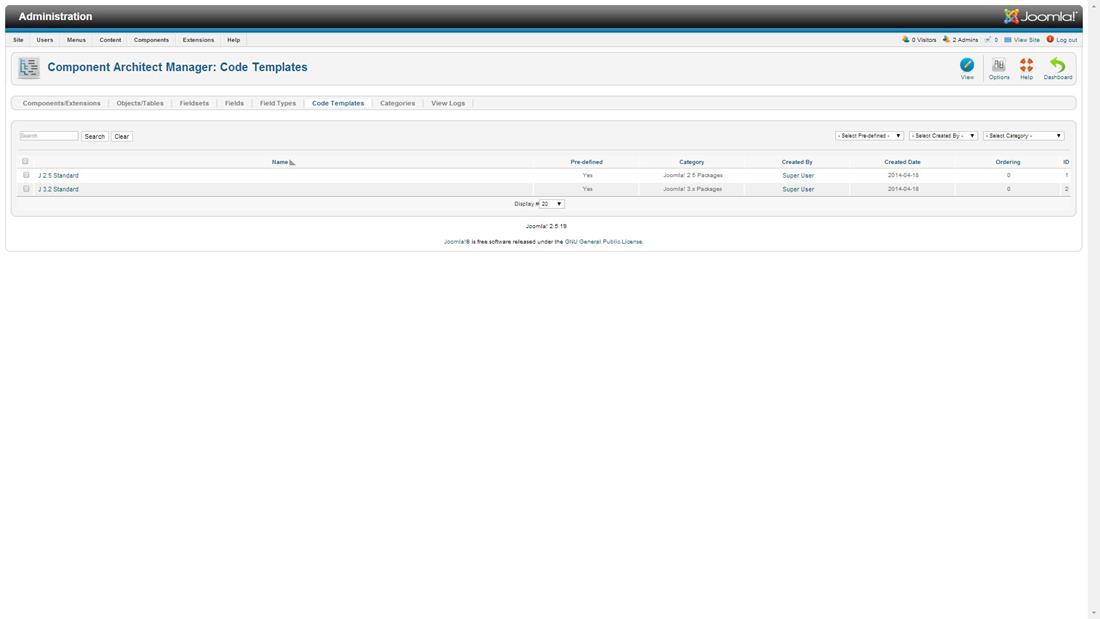 Administration Joomla!®
Site Users Menus Content Components Extensions Help 0 Visitors 2 Admins 0 View Site Log out
Component Architect Manager: Code Templates View Options Help Dashboard
Components/Extensions Objects/Tables Fieldsets Fields Field Types Code Templates Categories View Logs
Search Search Clear - Select Pre-defined - - Select Created By - - Select Category -
Name Pre-defined Category Created By Created Date Ordering ID
J 2.5 Standard Yes Joomla! 2.5 Packages Super User 2014-04-18 0 1
J 3.2 Standard Yes Joomla! 3.x Packages Super User 2014-04-18 0 2
Display # 20
Joomla! 2.5.19
Joomla!® is free software released under the GNU General Public License.